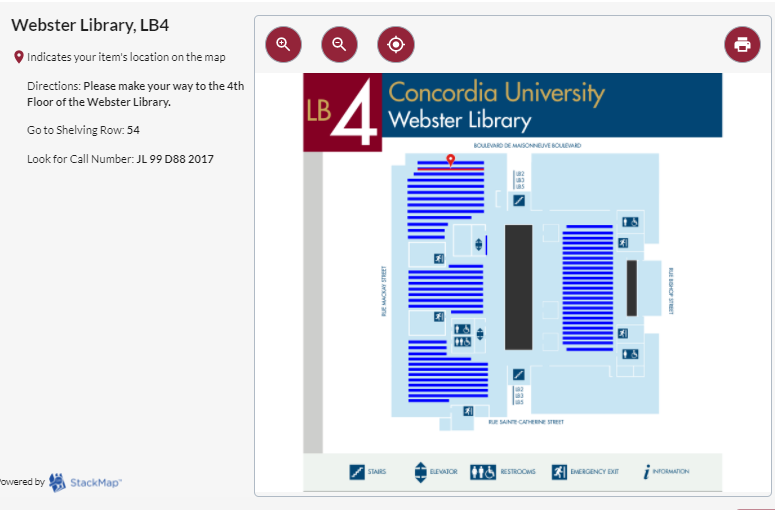 Webster Library, LB4
Indicates your item's location on the map
Directions: Please make your way to the 4th
Floor of the Webster Library.
Go to Shelving Row: 54
Look for Call Number: JL 99 D88 2017
owered by StackMap
LB 4
Concordia University
Webster Library
BOULEVARD DE MAISONNEUVE BOULEVARD
LB2
LB3
LB5
RUE MACKAY STREET
RUE BISHOP STREET
LB2
LB3
LB5
RUE SAINTE-CATHERINE STREET
STAIRS
ELEVATOR
RESTROOMS
EMERGENCY EXIT
i INFORMATION